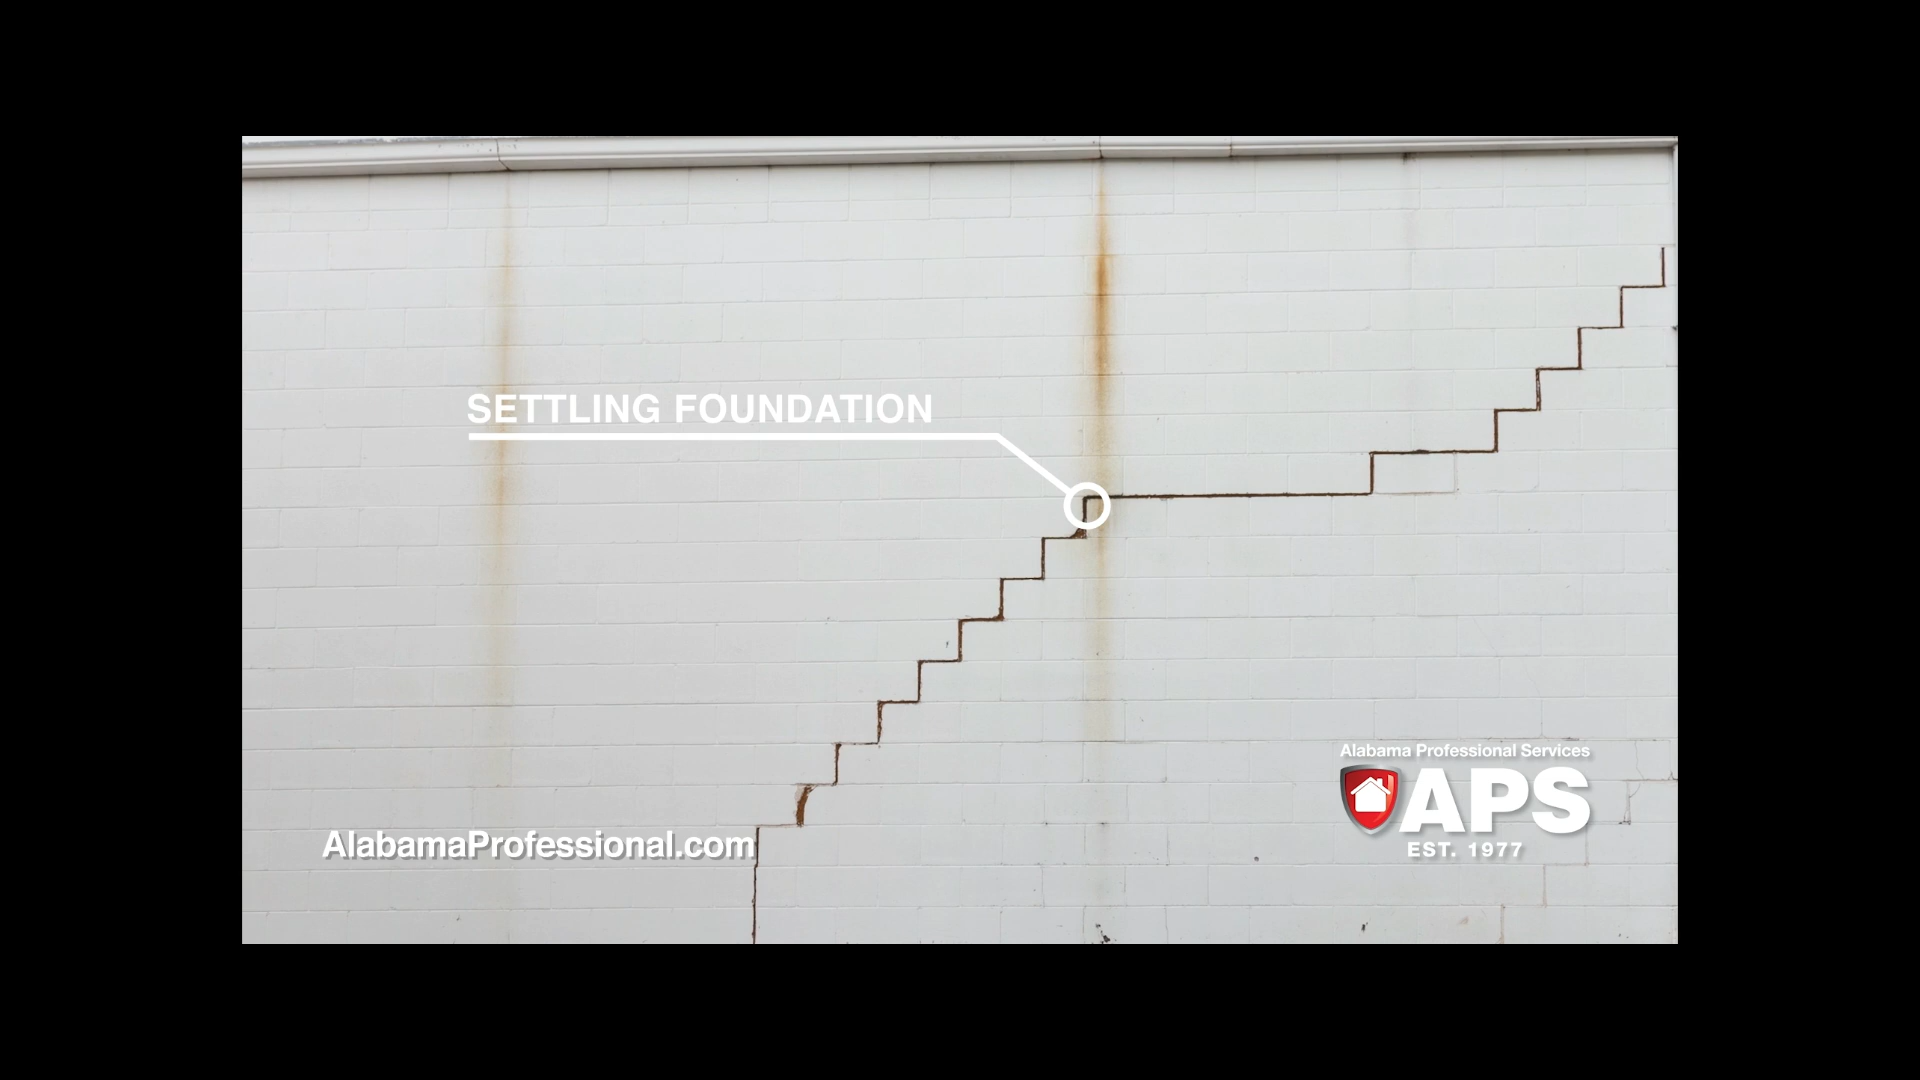 SETTLING FOUNDATION
Alabama Professional Services
APS
EST. 1977
AlabamaProfessional.com